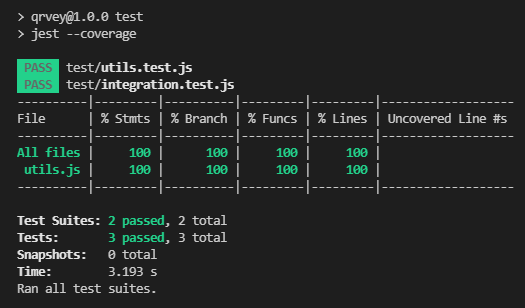 > qrvey@1.0.0 test
> jest --coverage
PASS test/utils.test.js
PASS test/integration.test.js
----------|---------|----------|---------|---------|-------------------
File      | % Stmts | % Branch | % Funcs | % Lines | Uncovered Line #s
----------|---------|----------|---------|---------|-------------------
All files |     100 |      100 |     100 |     100 |
 utils.js |     100 |      100 |     100 |     100 |
----------|---------|----------|---------|---------|-------------------
Test Suites: 2 passed, 2 total
Tests:       3 passed, 3 total
Snapshots:   0 total
Time:        3.193 s
Ran all test suites.